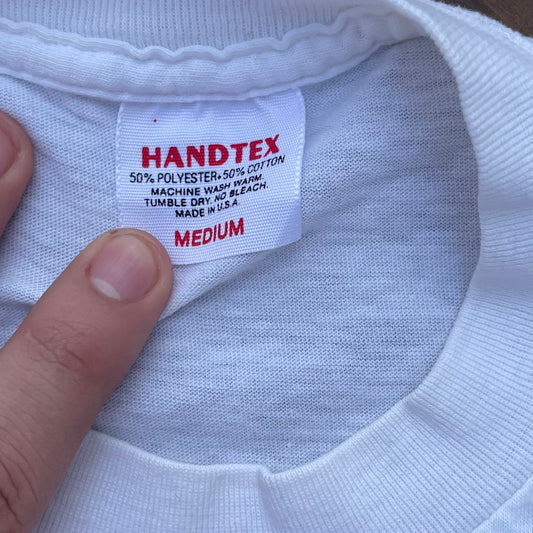 HANDTEX
50% POLYESTER•50% COTTON
MACHINE WASH WARM.
TUMBLE DRY. NO BLEACH.
MADE IN U.S.A.
MEDIUM